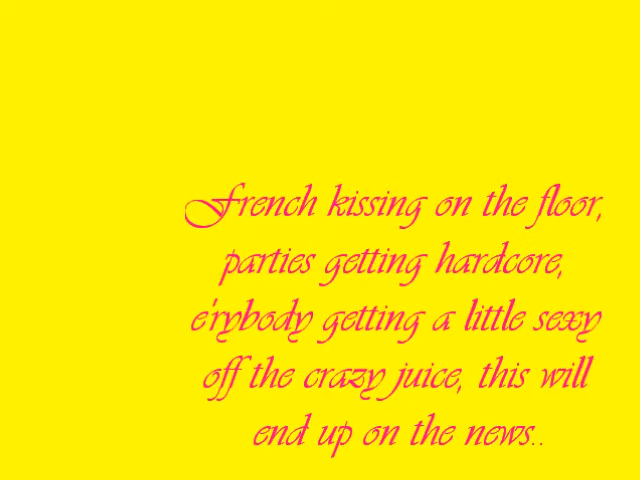 French kissing on the floor,
parties getting hardcore,
e'rybody getting a little sexy
off the crazy juice, this will
end up on the news..